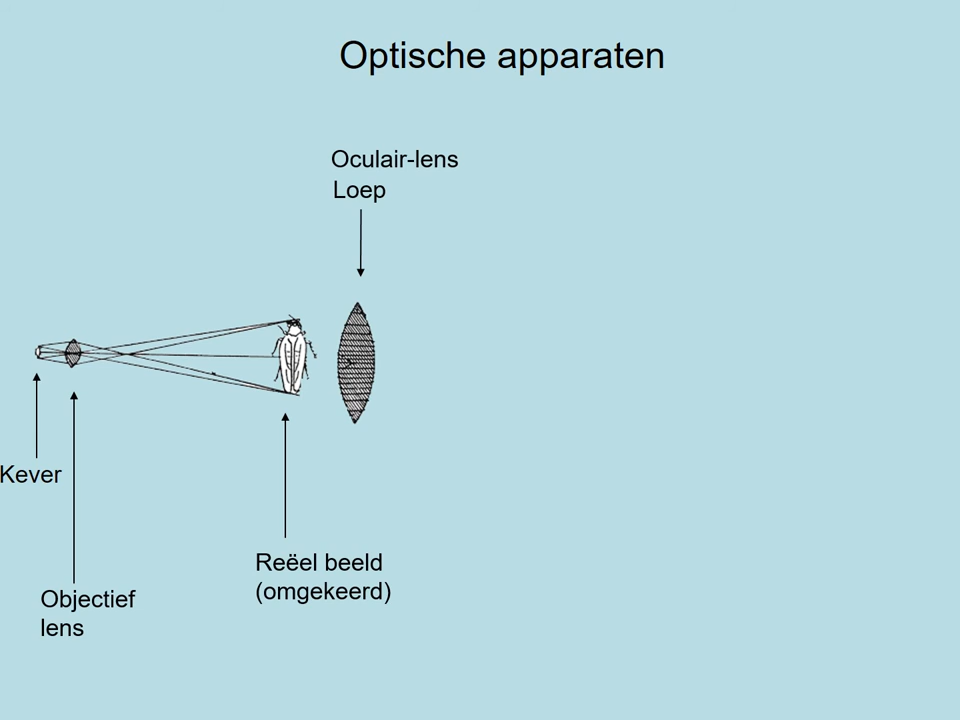 Optische apparaten
Oculair-lens
Loep
Kever
Reëel beeld
(omgekeerd)
Objectief
lens